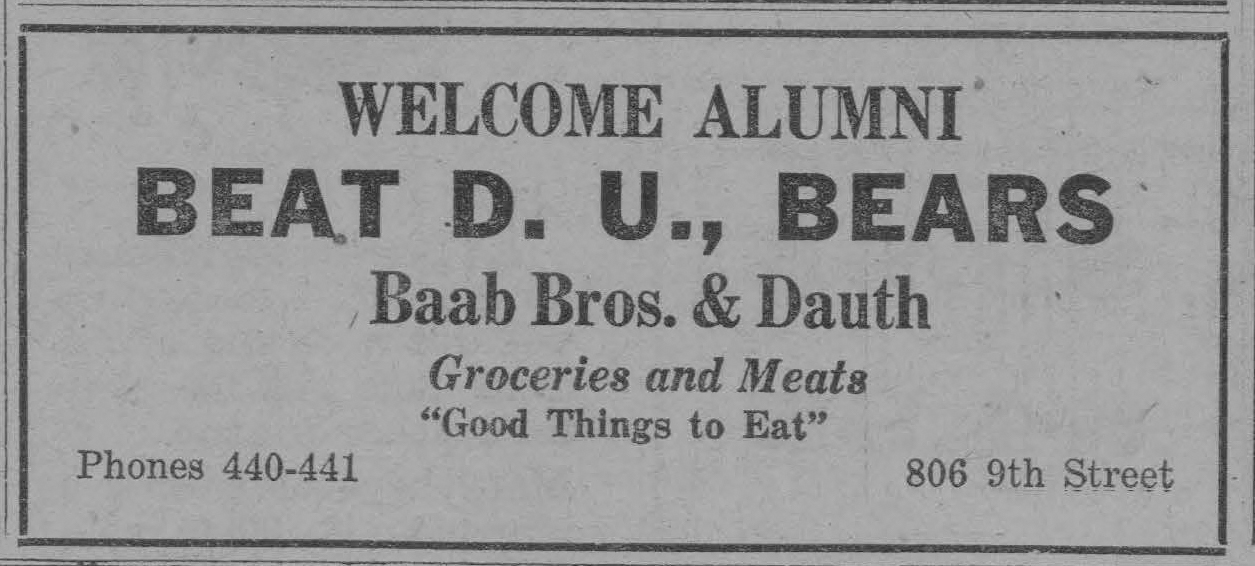 WELCOME ALUMNI
BEAT D. U., BEARS
Baab Bros. & Dauth
Groceries and Meats
"Good Things to Eat"
Phones 440-441 806 9th Street